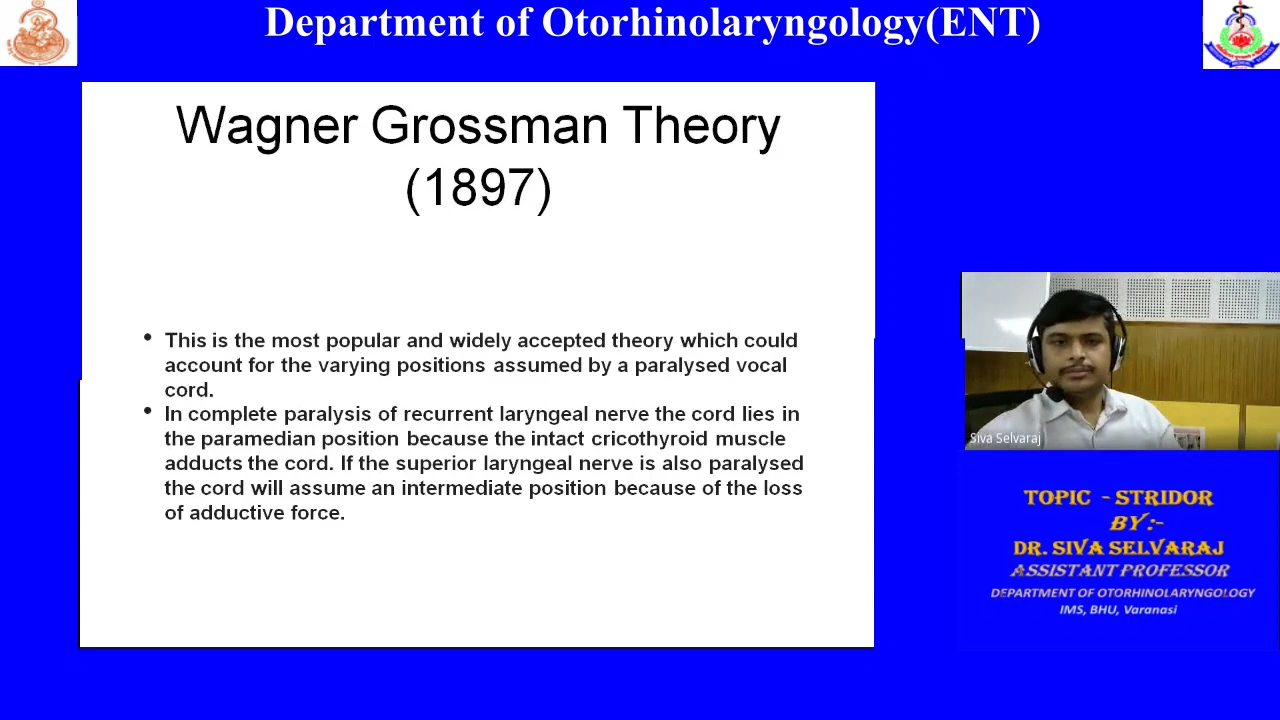 Department of Otorhinolaryngology(ENT)
Wagner Grossman Theory
(1897)
• This is the most popular and widely accepted theory which could
account for the varying positions assumed by a paralysed vocal
cord.
• In complete paralysis of recurrent laryngeal nerve the cord lies in
the paramedian position because the intact cricothyroid muscle
adducts the cord. If the superior laryngeal nerve is also paralysed
the cord will assume an intermediate position because of the loss
of adductive force.
Siva Selvaraj
TOPIC - STRIDOR
BY:-
DR. SIVA SELVARAJ
ASSISTANT PROFESSOR
DEPARTMENT OF OTORHINOLARYNGOLOGY
IMS, BHU, Varanasi